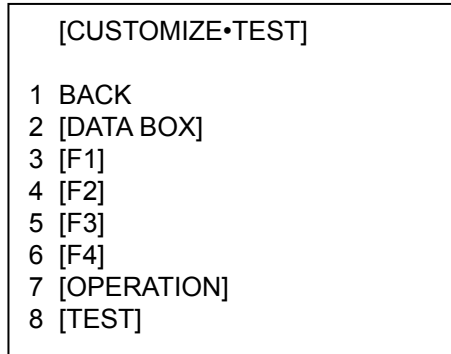 [CUSTOMIZE•TEST]
1 BACK
2 [DATA BOX]
3 [F1]
4 [F2]
5 [F3]
6 [F4]
7 [OPERATION]
8 [TEST]